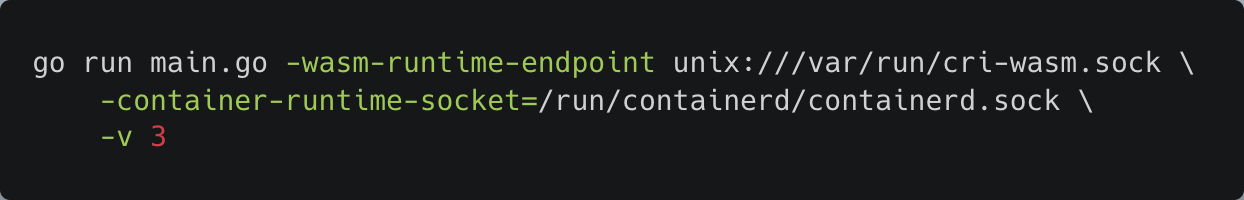 go run main.go -wasm-runtime-endpoint unix:///var/run/cri-wasm.sock \
-container-runtime-socket=/run/containerd/containerd.sock \
-v 3